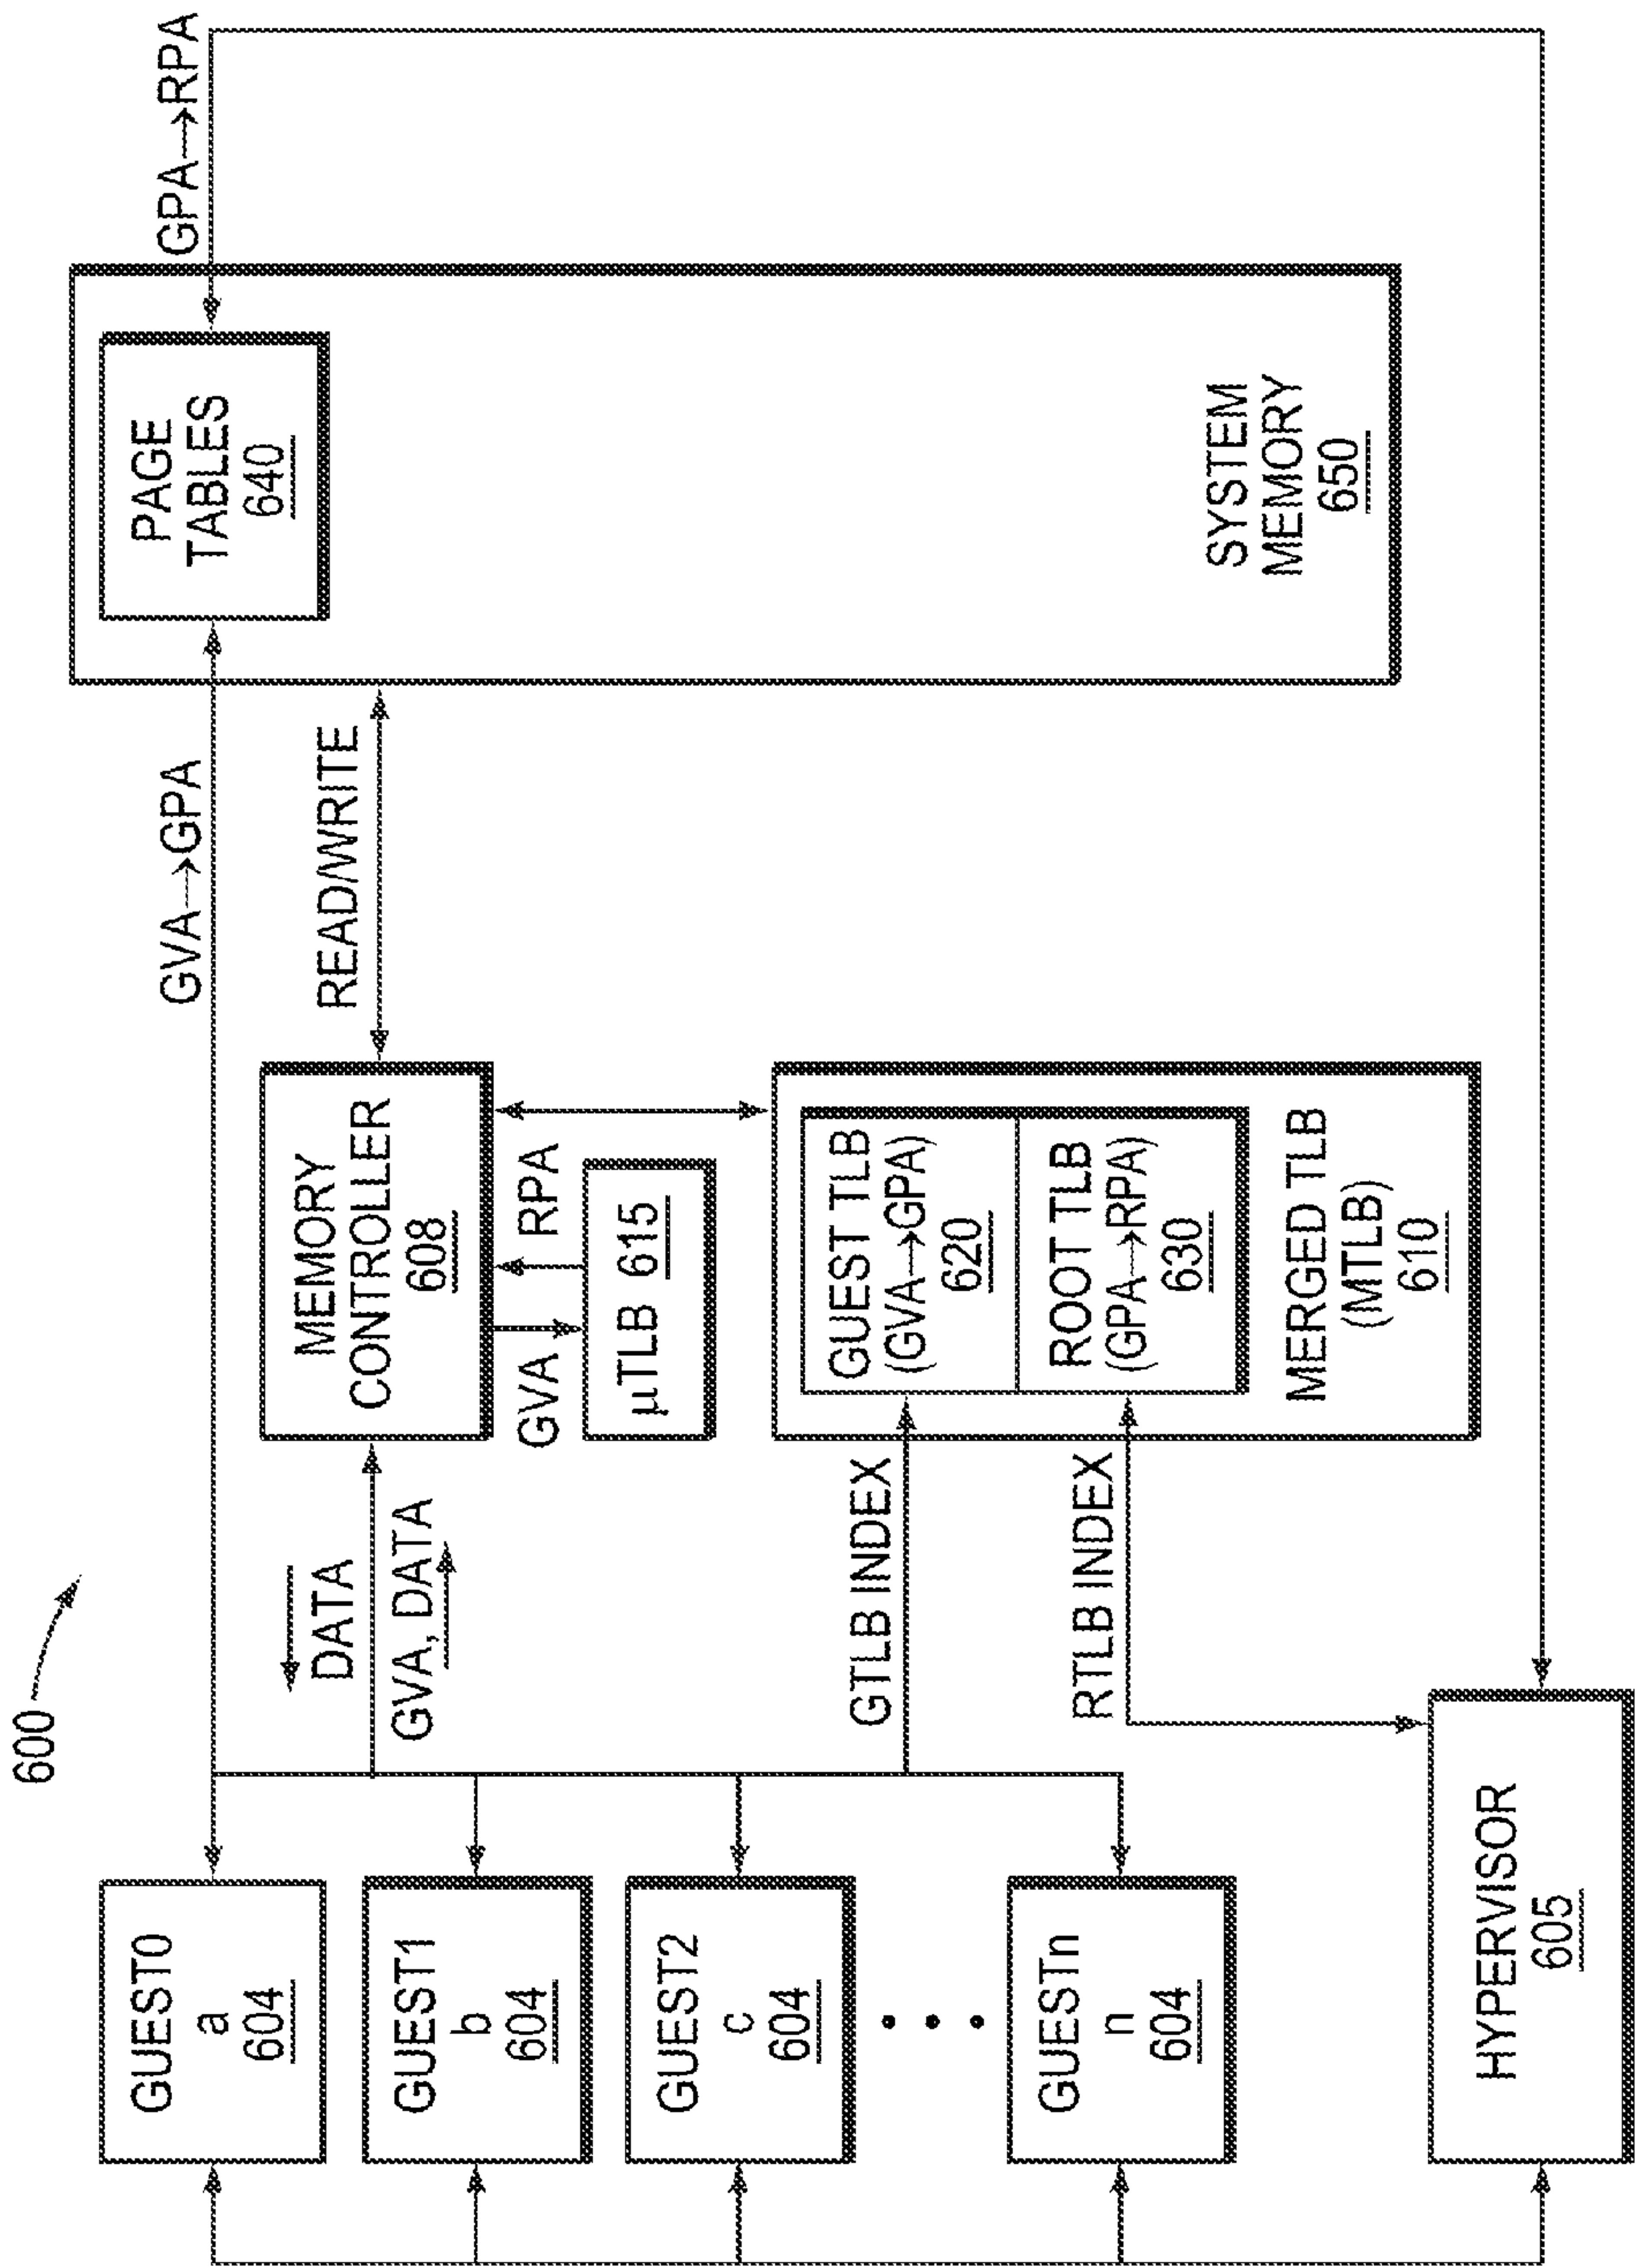 600
GUEST0
a
604
GUEST1
b
604
GUEST2
c
604
• • •
GUESTn
n
604
HYPERVISOR
605
DATA
GVA, DATA
GTLB INDEX
RTLB INDEX
MEMORY
CONTROLLER
608
GVA
RPA
µTLB 615
GUEST TLB
(GVA→GPA)
620
ROOT TLB
(GPA→RPA)
630
MERGED TLB
(MTLB)
610
GVA→GPA
READ/WRITE
PAGE
TABLES
640
SYSTEM
MEMORY
650
GPA→RPA